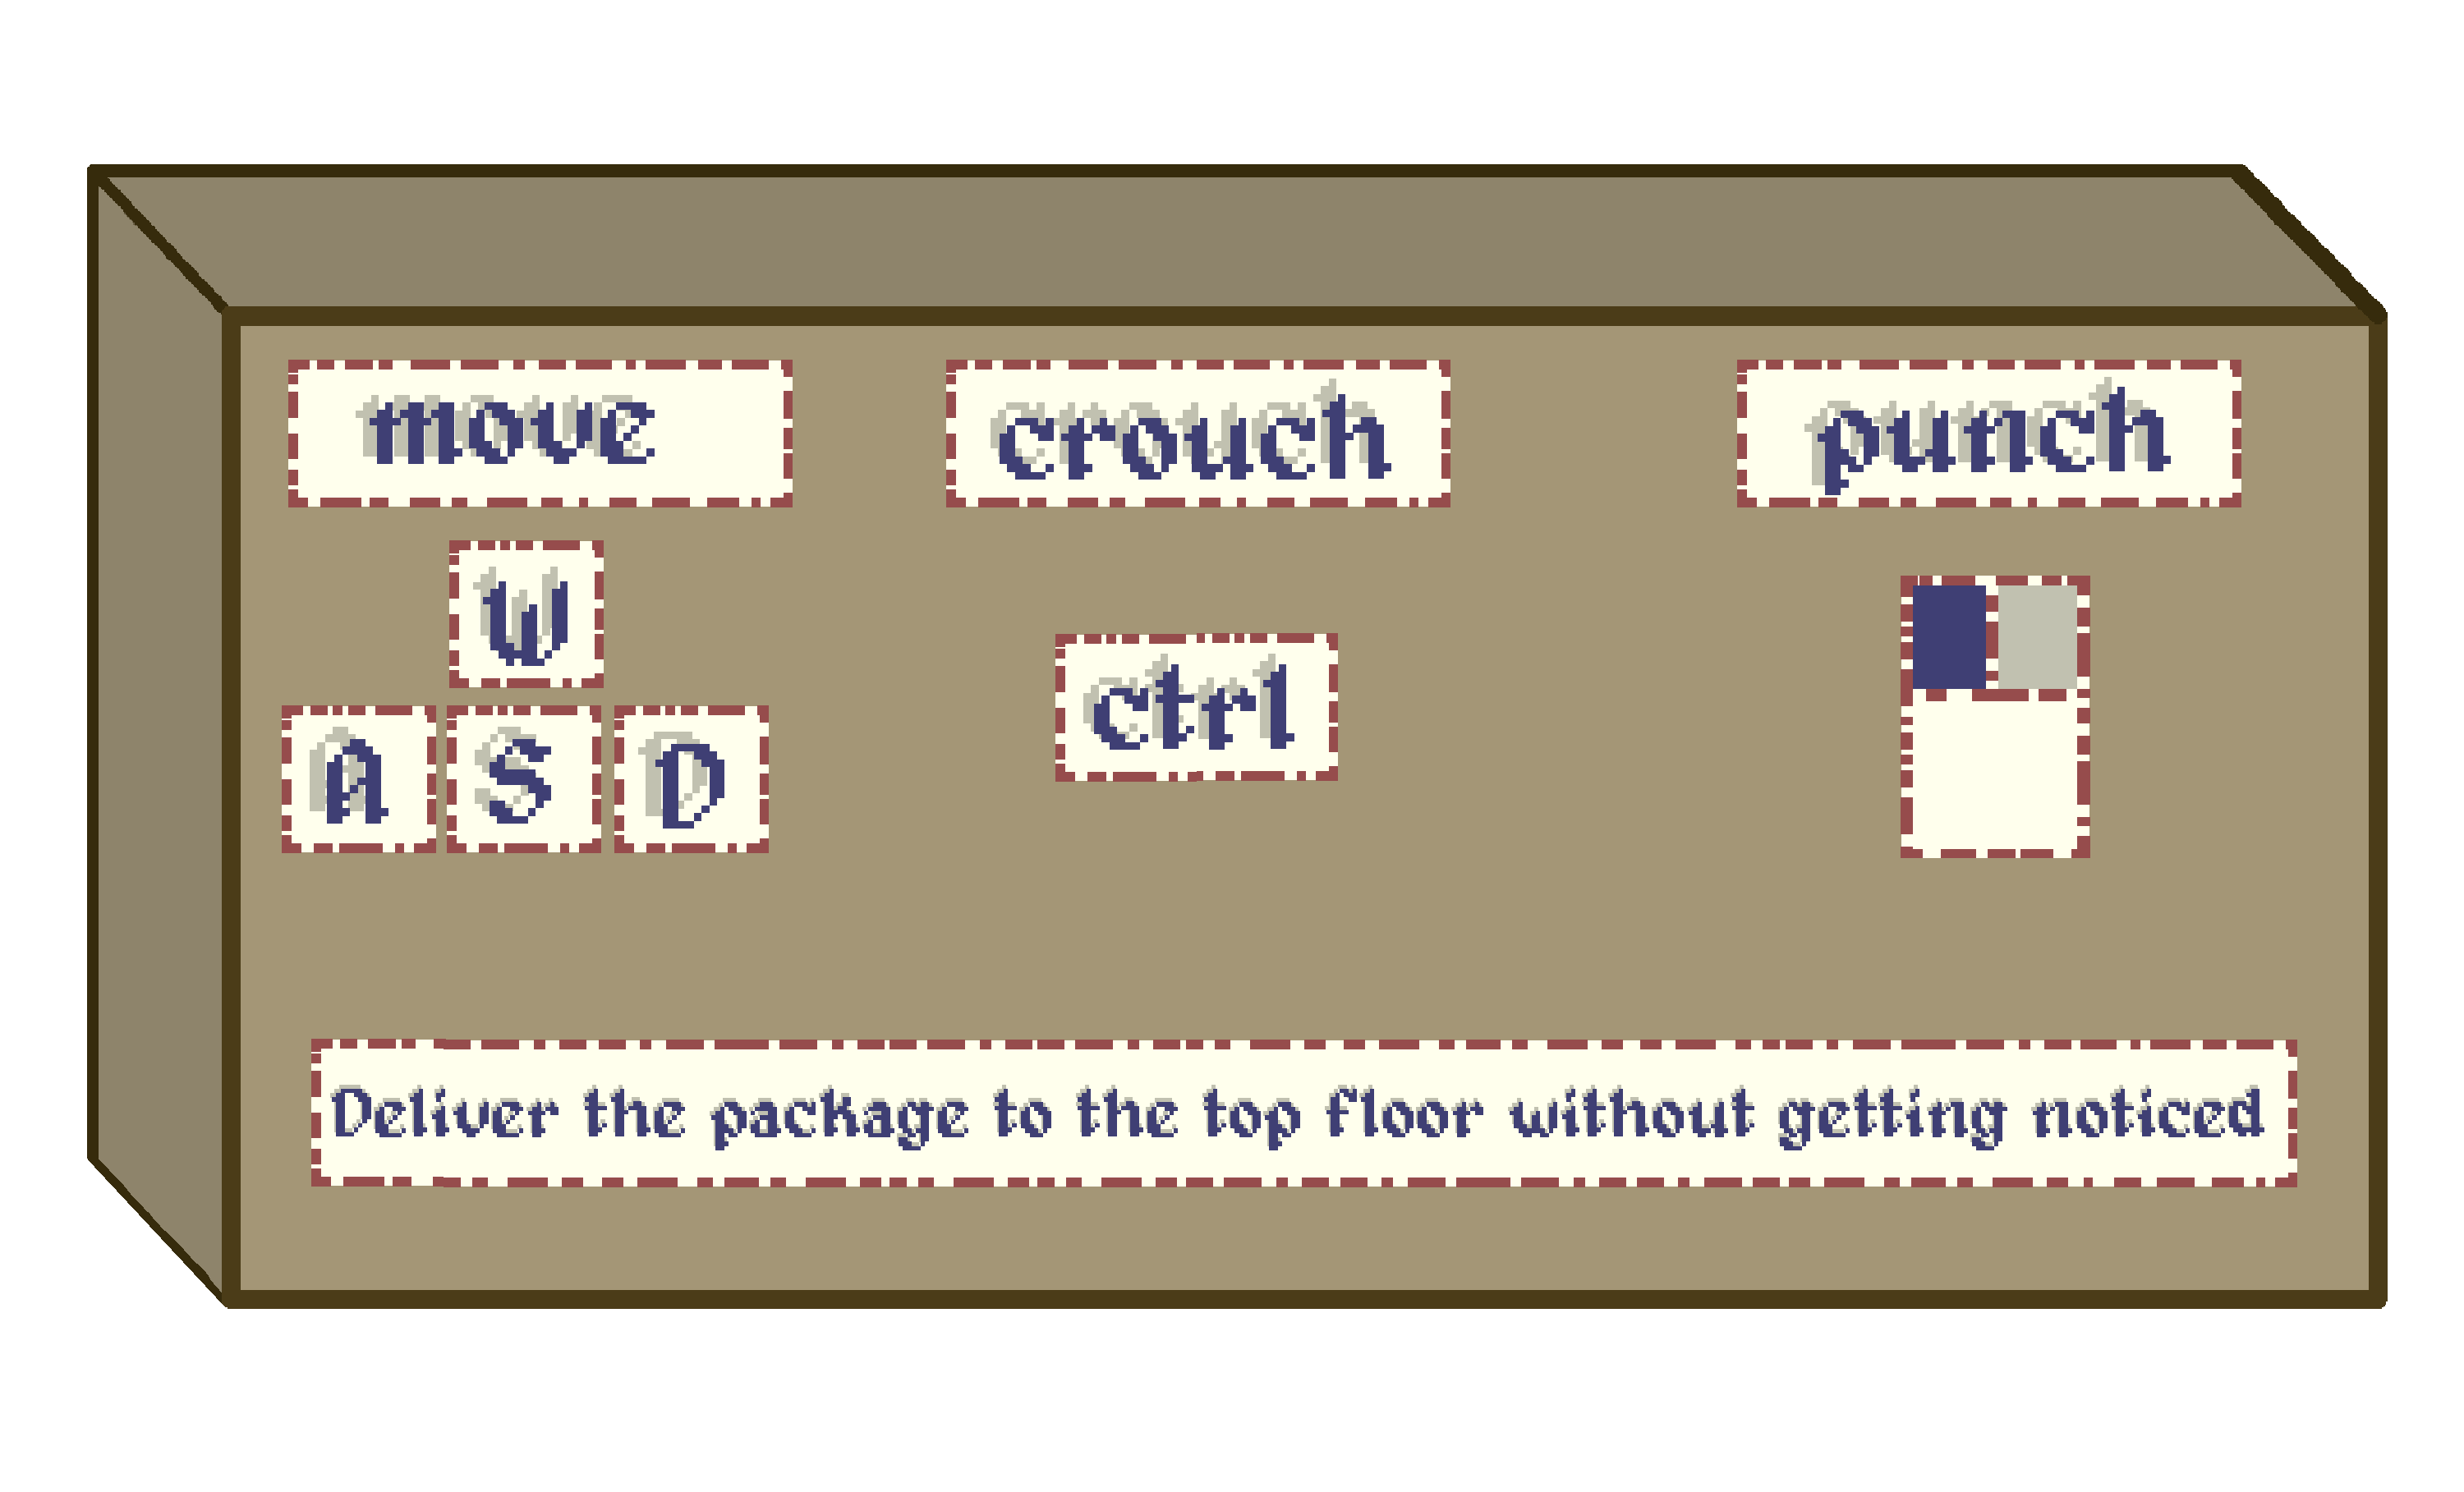 move
crouch
punch
W
A S D
ctrl
Deliver the package to the top floor without getting noticed